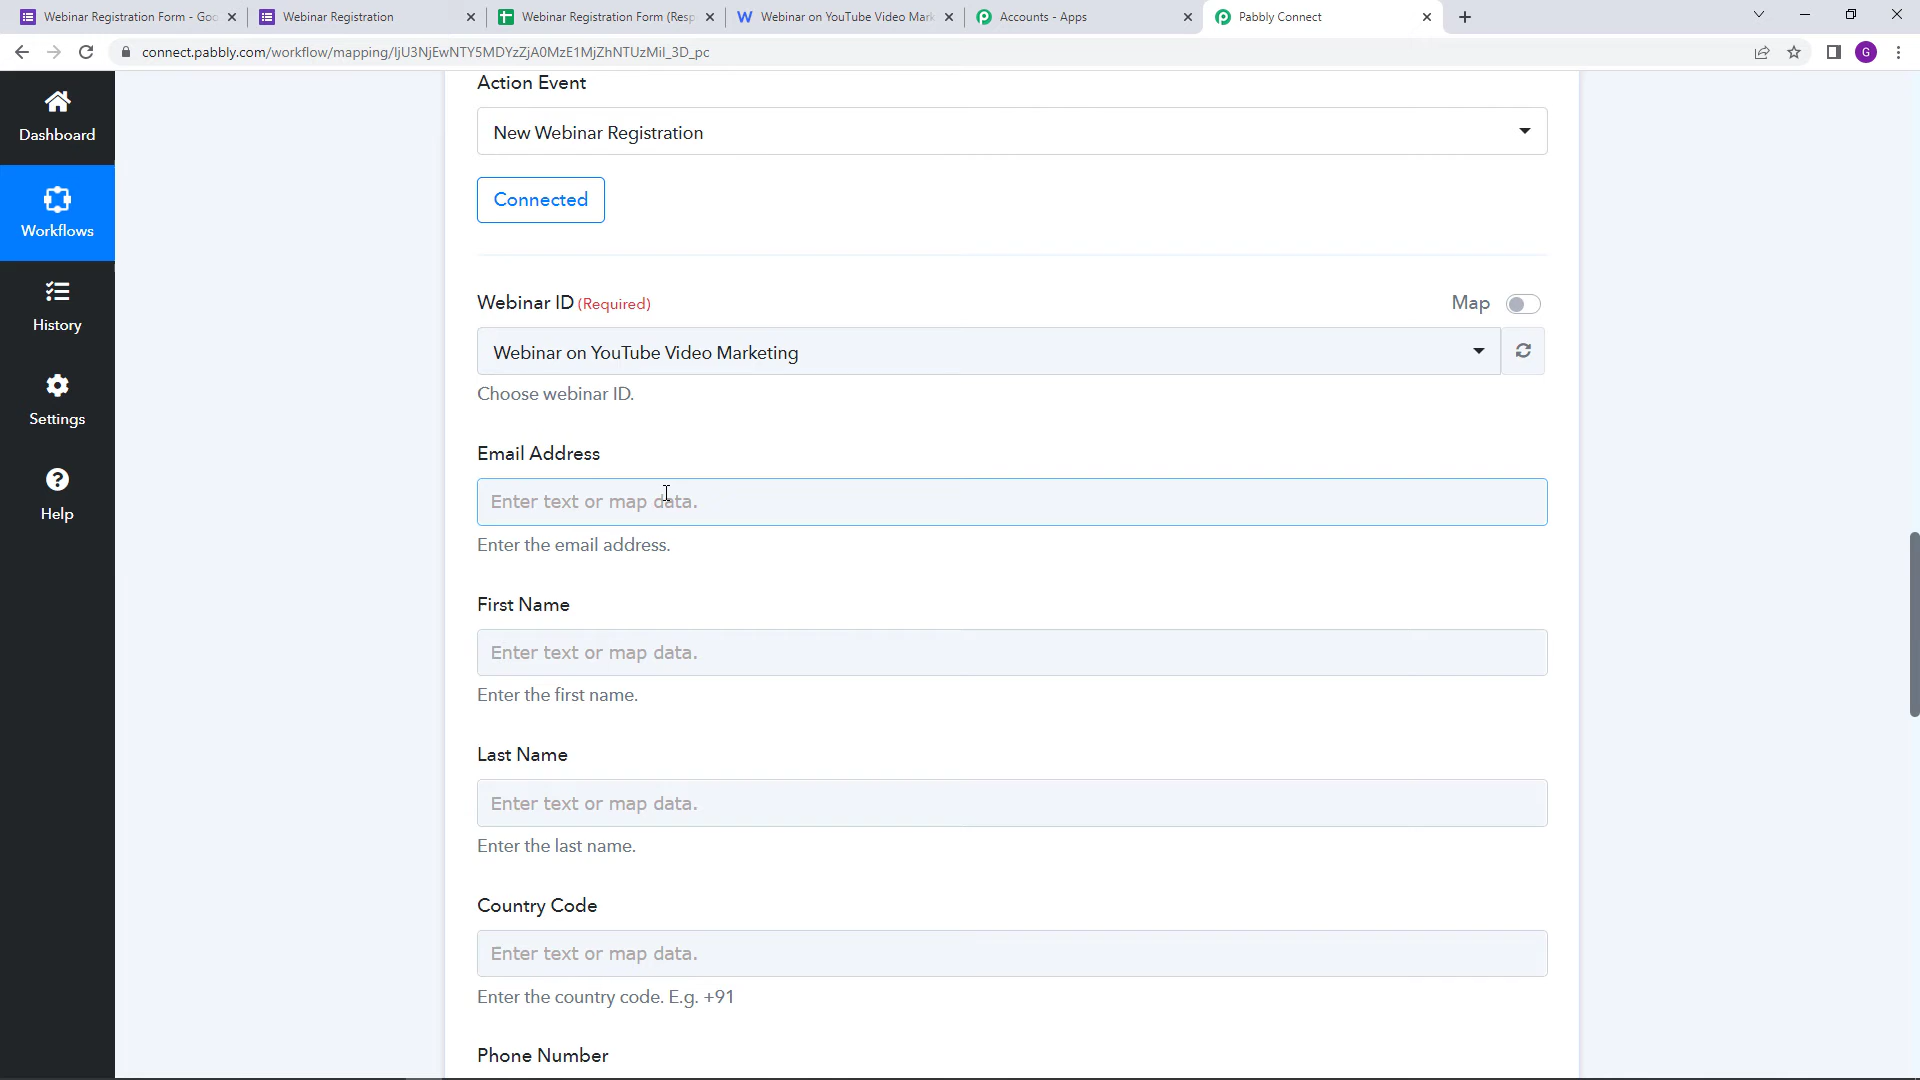 Webinar Registration Form - Goo
Webinar Registration
Webinar Registration Form (Resp
Webinar on YouTube Video Mark
Accounts - Apps
Pabbly Connect
connect.pabbly.com/workflow/mapping/
G
Dashboard
Workflows
History
Settings
Help
Action Event
New Webinar Registration
Connected
Webinar ID (Required)
Map
Webinar on YouTube Video Marketing
Choose webinar ID.
Email Address
Enter text or map data.
Enter the email address.
First Name
Enter text or map data.
Enter the first name.
Last Name
Enter text or map data.
Enter the last name.
Country Code
Enter text or map data.
Enter the country code. E.g. +91
Phone Number